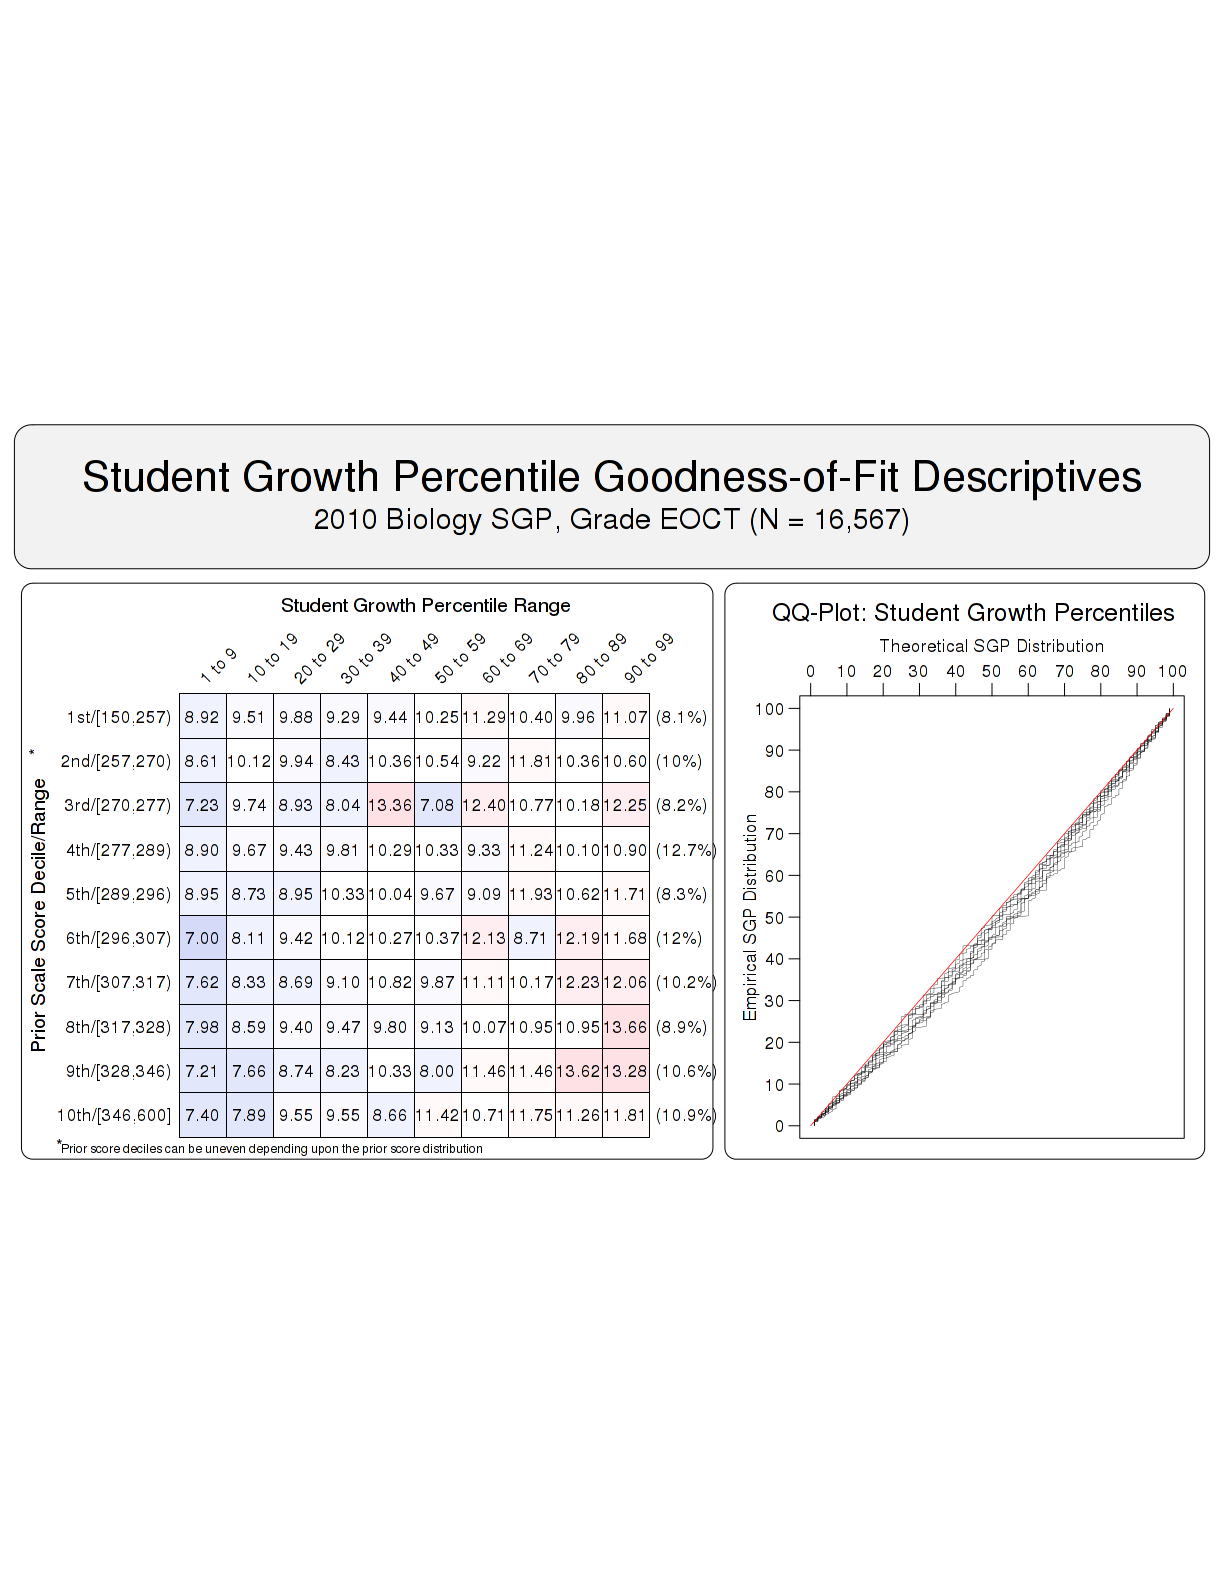 Student Growth Percentile Goodness-of-Fit Descriptives
2010 Biology SGP, Grade EOCT (N = 16,567)
Student Growth Percentile Range
1 to 9 10 to 19 20 to 29 30 to 39 40 to 49 50 to 59 60 to 69 70 to 79 80 to 89 90 to 99
Prior Scale Score Decile/Range *
1st/[150,257) 8.92 9.51 9.88 9.29 9.44 10.25 11.29 10.40 9.96 11.07 (8.1%)
2nd/[257,270) 8.61 10.12 9.94 8.43 10.36 10.54 9.22 11.81 10.36 10.60 (10%)
3rd/[270,277) 7.23 9.74 8.93 8.04 13.36 7.08 12.40 10.77 10.18 12.25 (8.2%)
4th/[277,289) 8.90 9.67 9.43 9.81 10.29 10.33 9.33 11.24 10.10 10.90 (12.7%)
5th/[289,296) 8.95 8.73 8.95 10.33 10.04 9.67 9.09 11.93 10.62 11.71 (8.3%)
6th/[296,307) 7.00 8.11 9.42 10.12 10.27 10.37 12.13 8.71 12.19 11.68 (12%)
7th/[307,317) 7.62 8.33 8.69 9.10 10.82 9.87 11.11 10.17 12.23 12.06 (10.2%)
8th/[317,328) 7.98 8.59 9.40 9.47 9.80 9.13 10.07 10.95 10.95 13.66 (8.9%)
9th/[328,346) 7.21 7.66 8.74 8.23 10.33 8.00 11.46 11.46 13.62 13.28 (10.6%)
10th/[346,600] 7.40 7.89 9.55 9.55 8.66 11.42 10.71 11.75 11.26 11.81 (10.9%)
*Prior score deciles can be uneven depending upon the prior score distribution
QQ-Plot: Student Growth Percentiles
Theoretical SGP Distribution
0 10 20 30 40 50 60 70 80 90 100
Empirical SGP Distribution
100
90
80
70
60
50
40
30
20
10
0